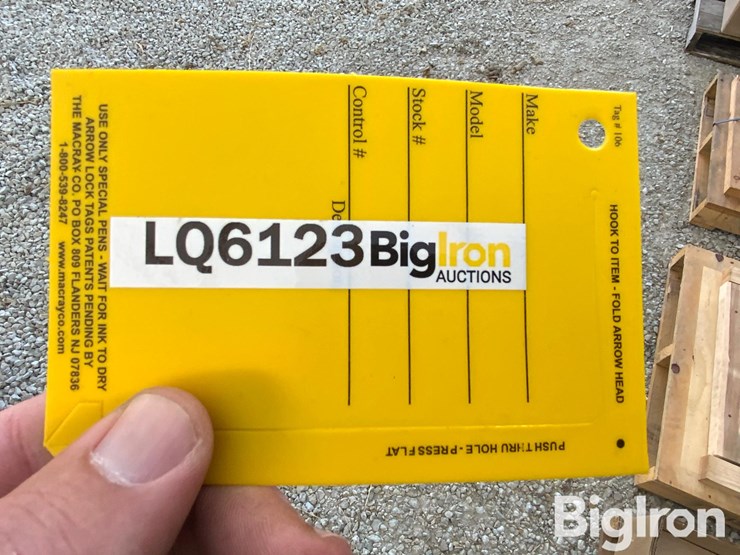 Tag # 106
HOOK TO ITEM - FOLD ARROW HEAD
Make
Model
Stock #
Control #
De
LQ6123 BigIron
AUCTIONS
USE ONLY SPECIAL PENS - WAIT FOR INK TO DRY
ARROW LOCK TAGS PATENTS PENDING BY
THE MACRAY CO. PO BOX 809 FLANDERS NJ 07836
1-800-539-8247 www.macrayco.com
PUSH THRU HOLE - PRESS FLAT
BigIron